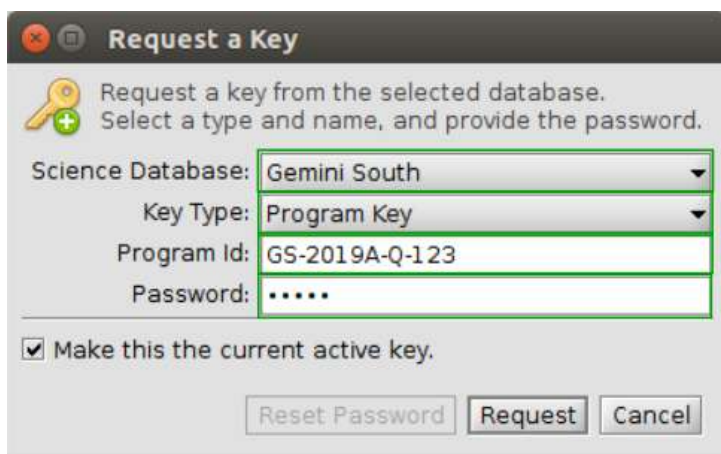 Request a Key
Request a key from the selected database.
Select a type and name, and provide the password.
Science Database: Gemini South
Key Type: Program Key
Program Id: GS-2019A-Q-123
Password: •••••
Make this the current active key.
Reset Password Request Cancel